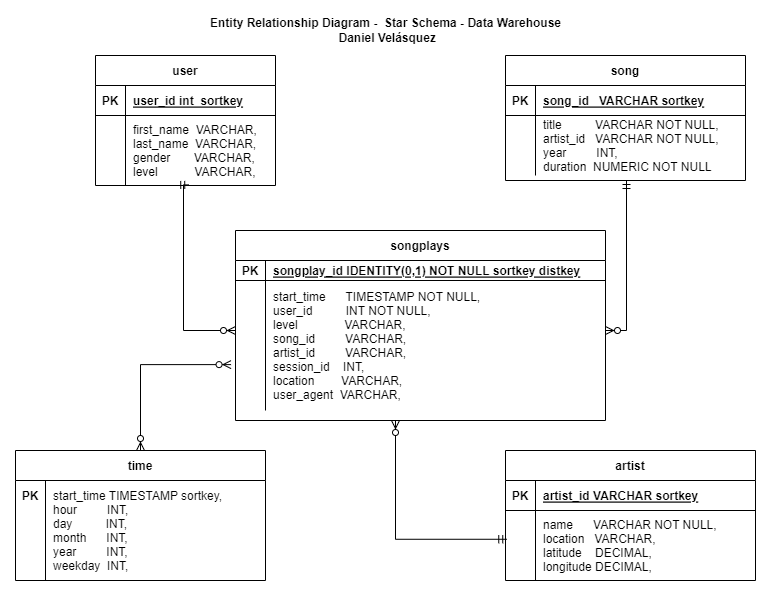 Entity Relationship Diagram - Star Schema - Data Warehouse
Daniel Velásquez
user
PK user_id int sortkey
first_name VARCHAR,
last_name VARCHAR,
gender VARCHAR,
level VARCHAR,
song
PK song_id VARCHAR sortkey
title VARCHAR NOT NULL,
artist_id VARCHAR NOT NULL,
year INT,
duration NUMERIC NOT NULL
songplays
PK songplay_id IDENTITY(0,1) NOT NULL sortkey distkey
start_time TIMESTAMP NOT NULL,
user_id INT NOT NULL,
level VARCHAR,
song_id VARCHAR,
artist_id VARCHAR,
session_id INT,
location VARCHAR,
user_agent VARCHAR,
time
PK start_time TIMESTAMP sortkey,
hour INT,
day INT,
month INT,
year INT,
weekday INT,
artist
PK artist_id VARCHAR sortkey
name VARCHAR NOT NULL,
location VARCHAR,
latitude DECIMAL,
longitude DECIMAL,